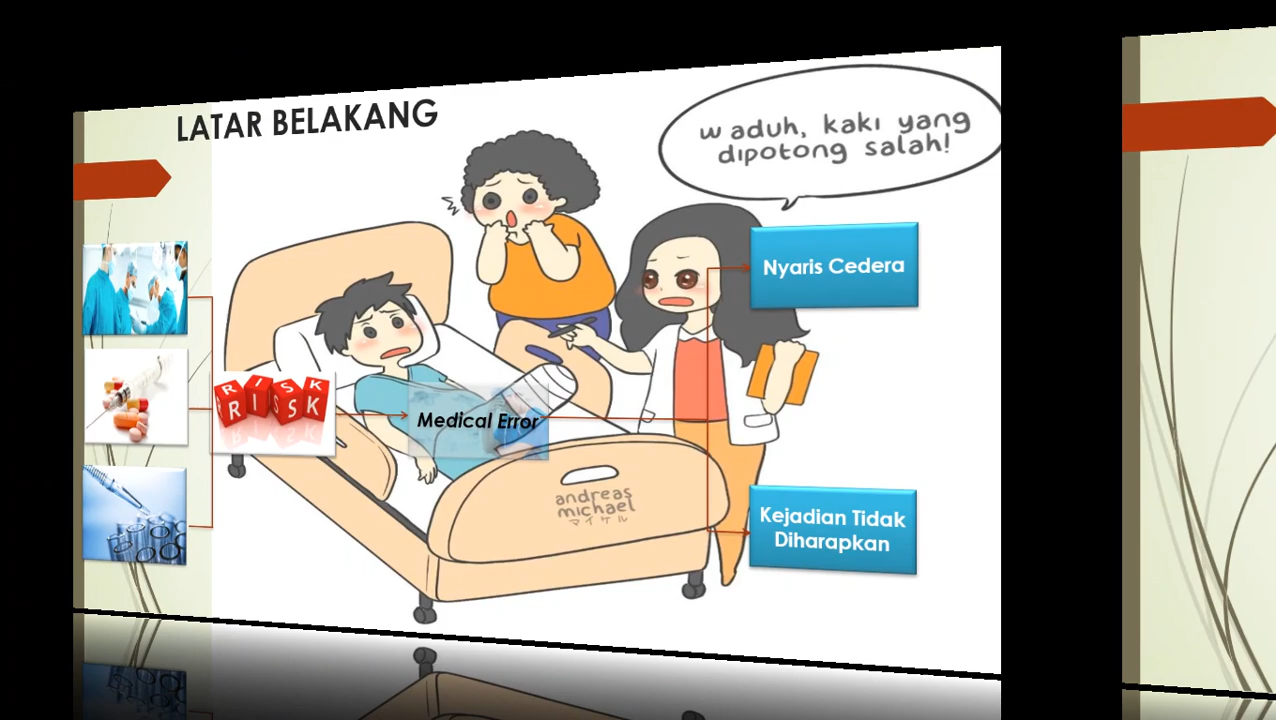 LATAR BELAKANG
waduh, kaki yang
dipotong salah!
Nyaris Cedera
RISK
RISK
Medical Error
andreas
michael
マイケル
Kejadian Tidak
Diharapkan